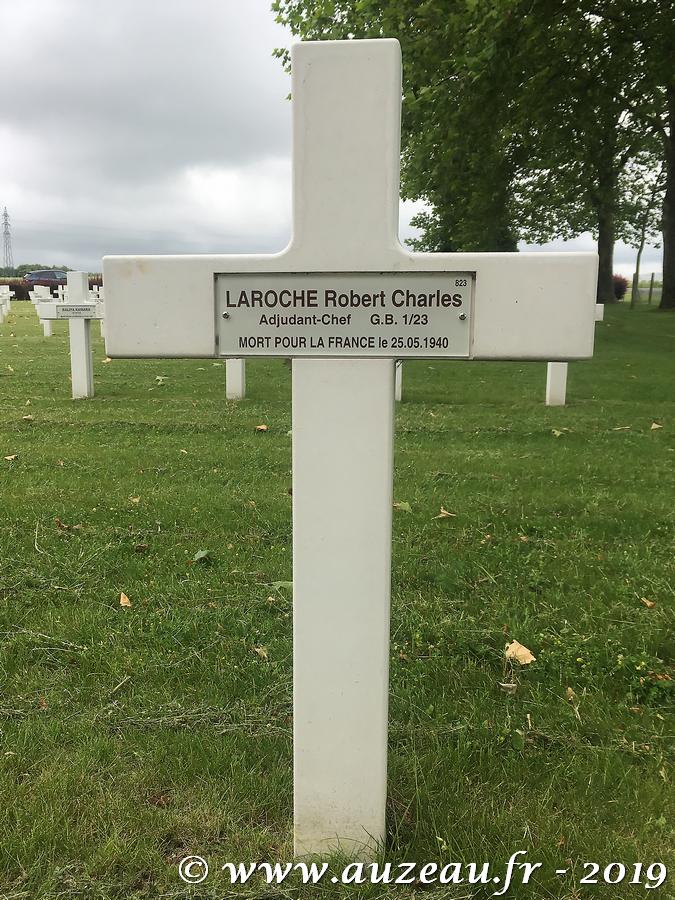 823
LAROCHE Robert Charles
Adjudant-Chef G.B. 1/23
MORT POUR LA FRANCE le 25.05.1940
© www.auzeau.fr - 2019